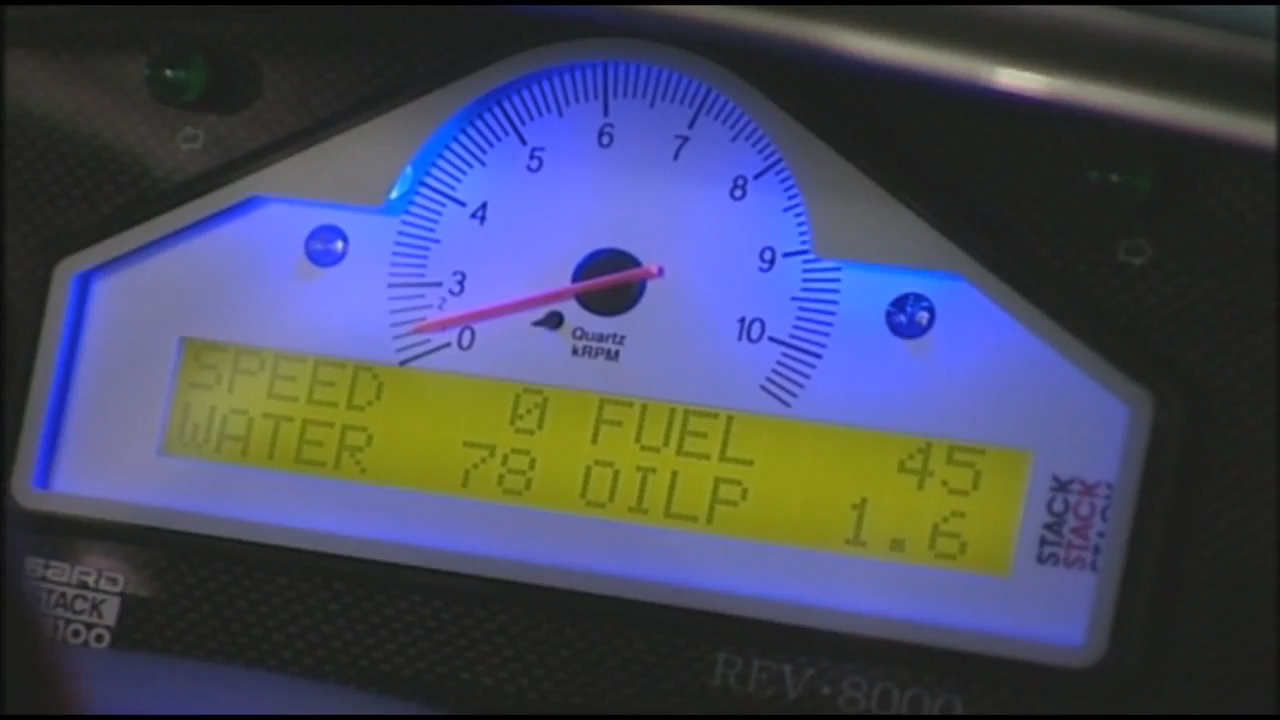 6
7
5
8
4
9
3
2
10
0
Quartz
kRPM
SPEED 0 FUEL 45
WATER 78 OILP 1.6
STACK
STACK
STACK
SARD
STACK
REV·8000